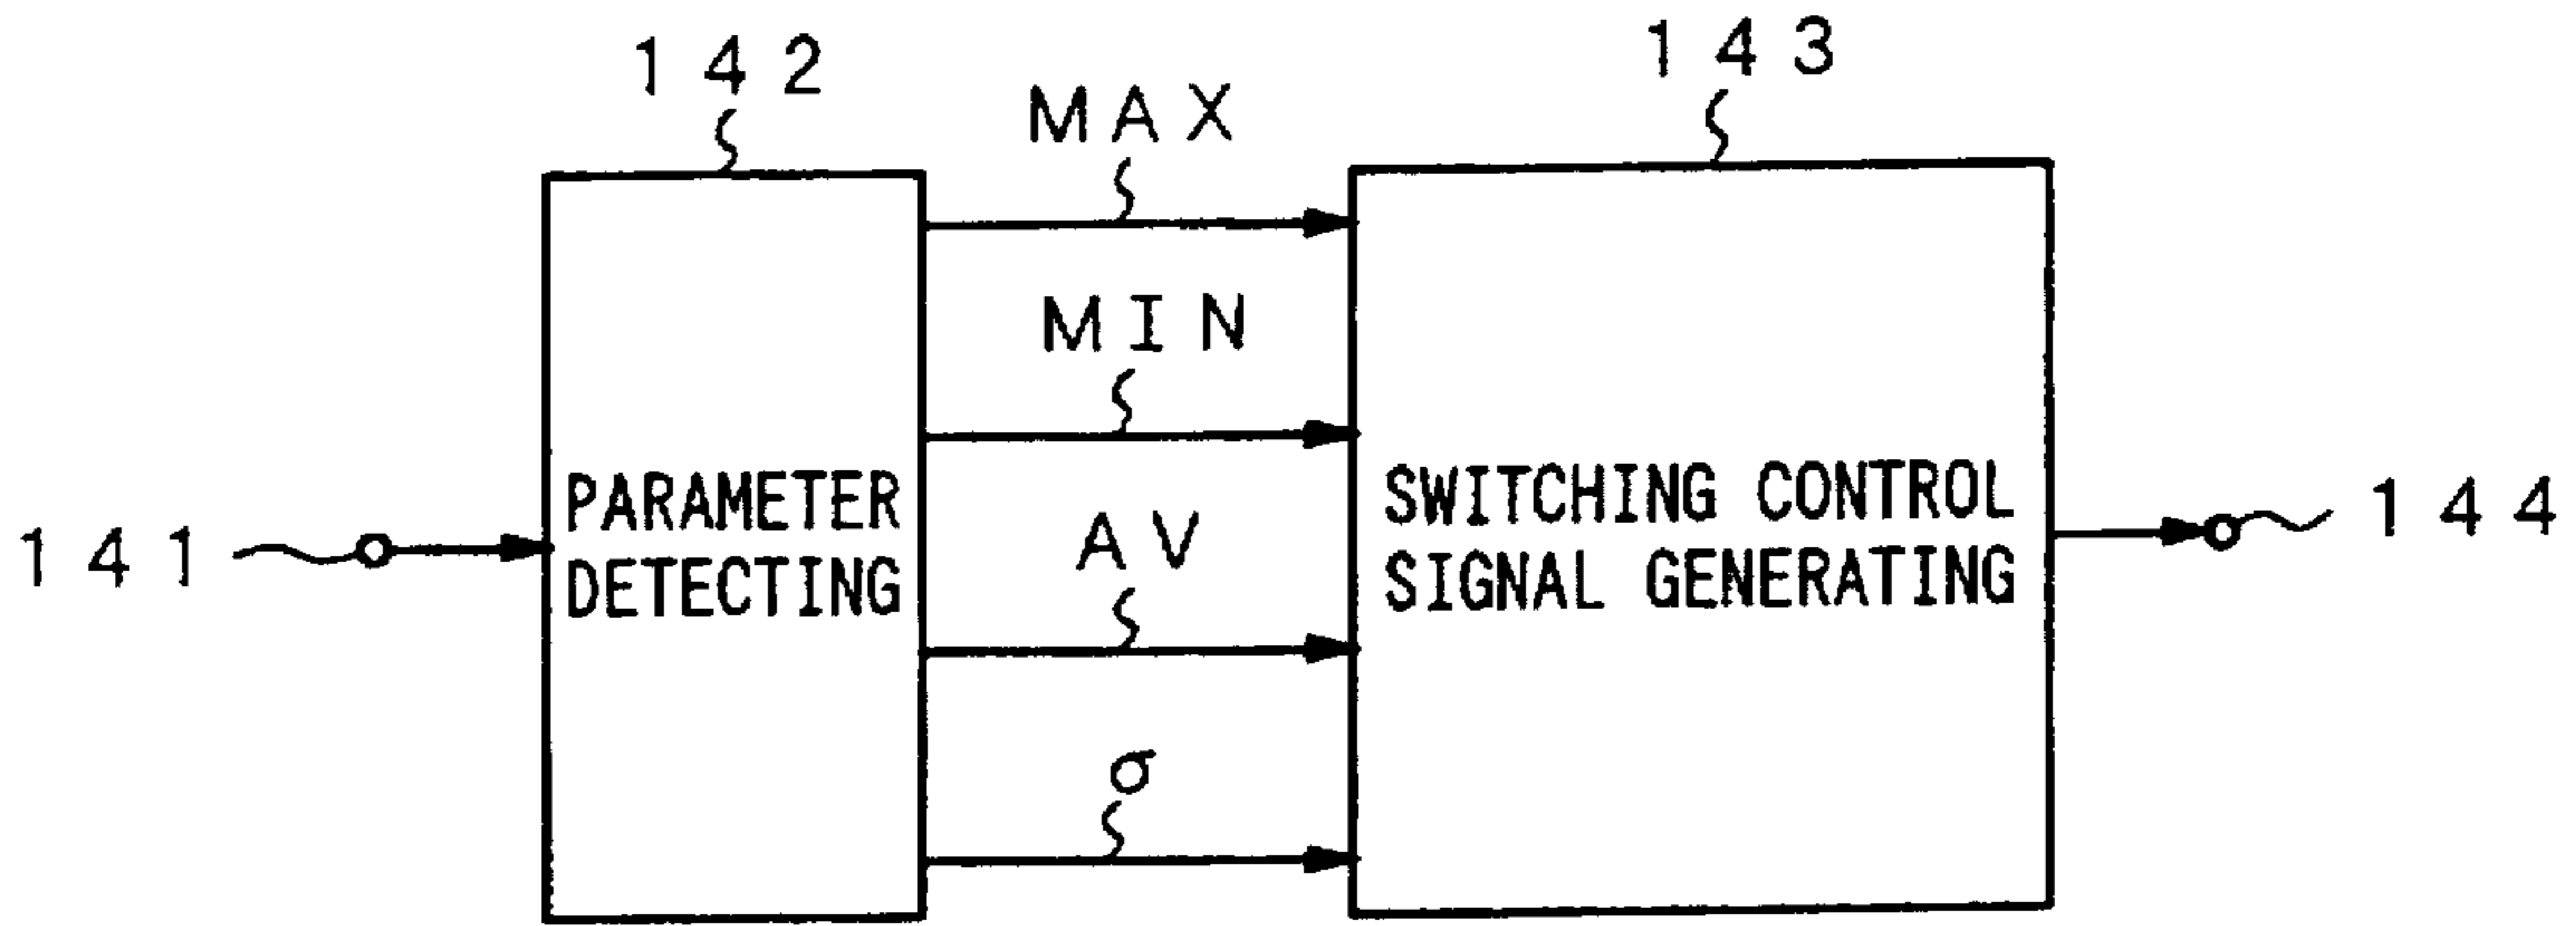 142
143
MAX
MIN
PARAMETER
DETECTING
SWITCHING CONTROL
SIGNAL GENERATING
141
144
AV
σ